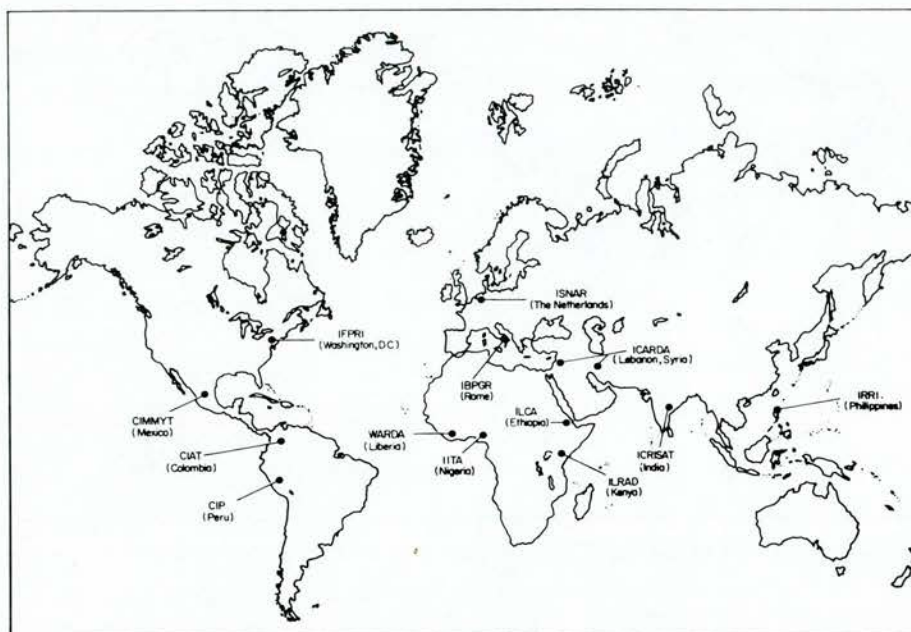 ISNAR
(The Netherlands)
IFPRI
(Washington, D.C)
ICARDA
(Lebanon, Syria)
IBPGR
(Rome)
ILCA
(Ethiopia)
IRRI
(Philippines)
CIMMYT
(Mexico)
WARDA
(Liberia)
CIAT
(Colombia)
IITA
(Nigeria)
ICRISAT
(India)
ILRAD
(Kenya)
CIP
(Peru)